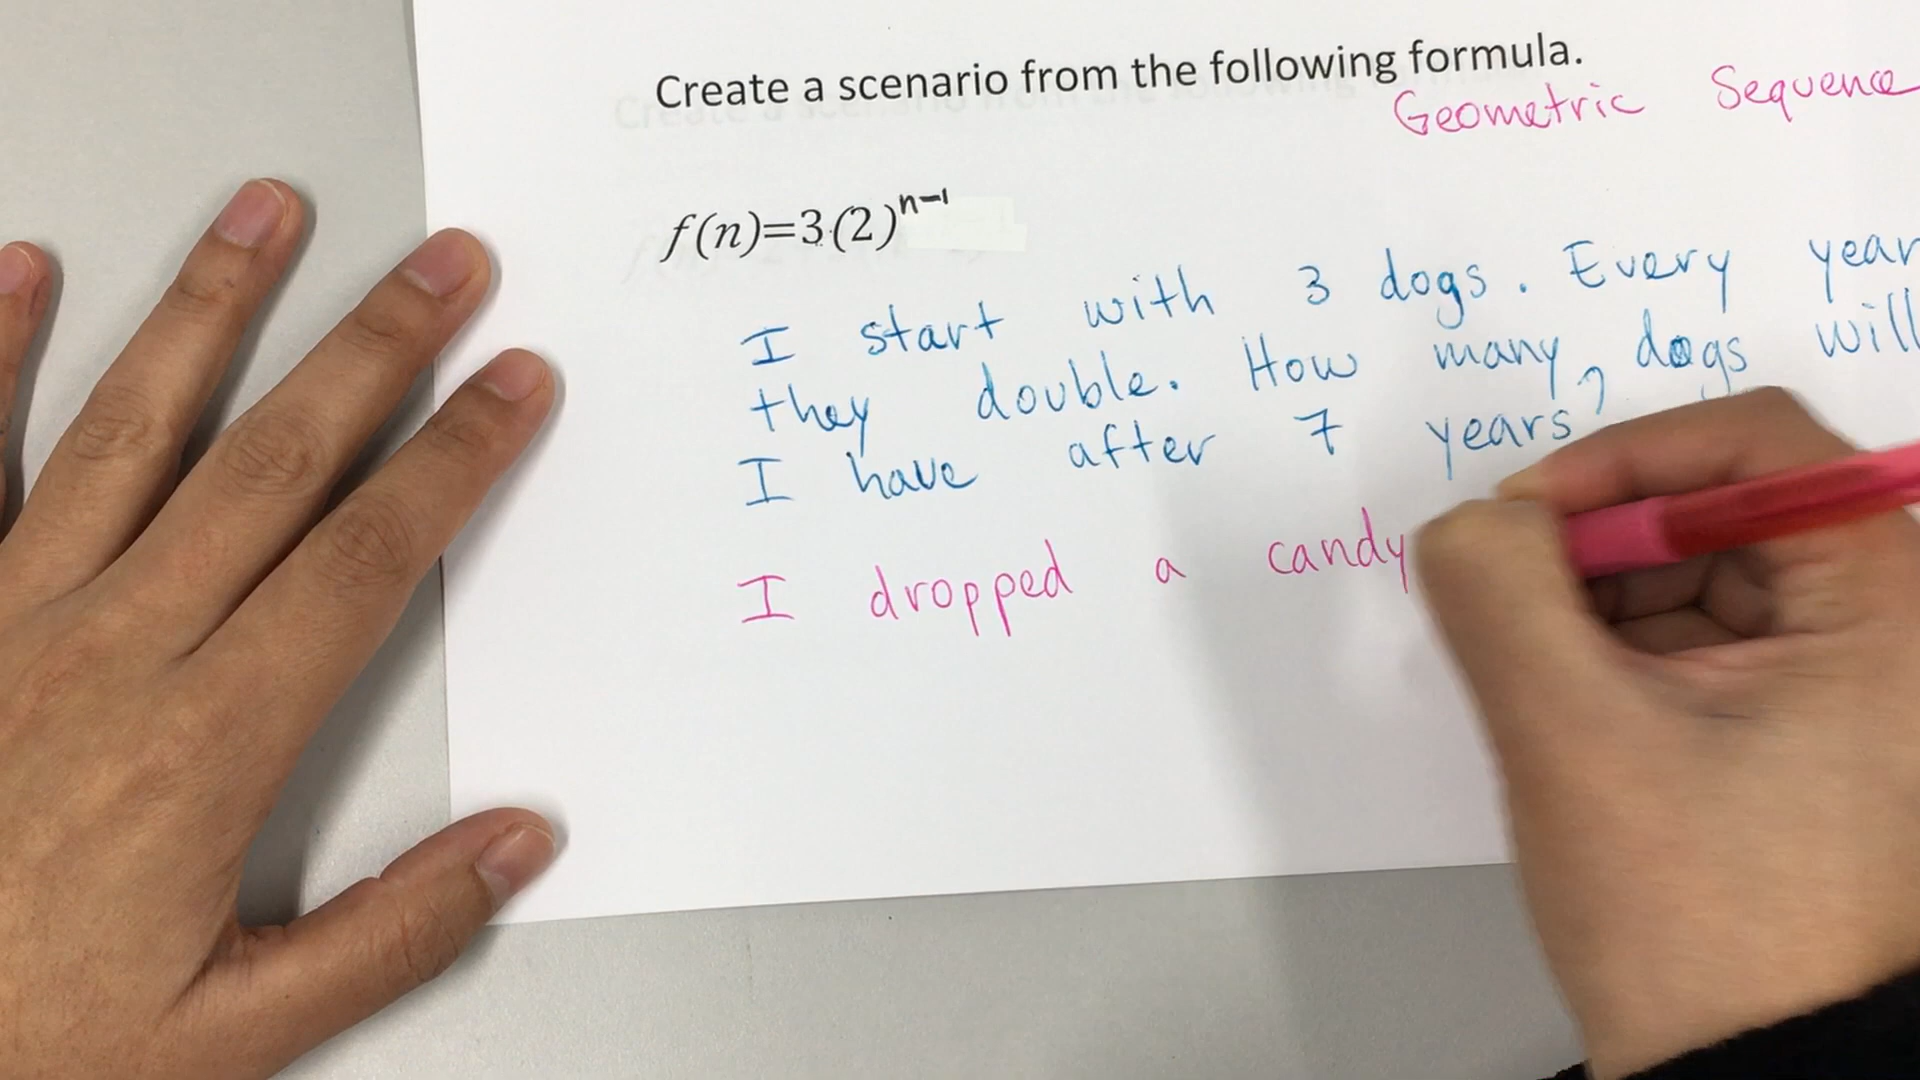 Create a scenario from the following formula.
Geometric Sequence
f(n)=3(2)^{n-1}
I start with 3 dogs. Every year
they double. How many dogs will
I have after 7 years?
I dropped a candy